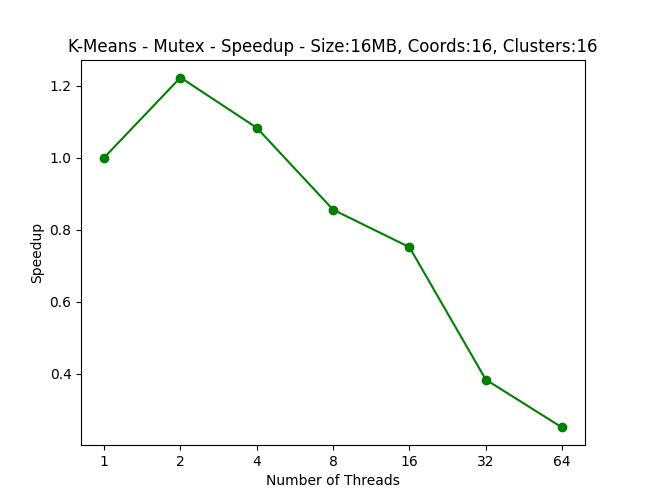 K-Means - Mutex - Speedup - Size:16MB, Coords:16, Clusters:16
1.2
1.0
0.8
0.6
0.4
Speedup
1 2 4 8 16 32 64
Number of Threads